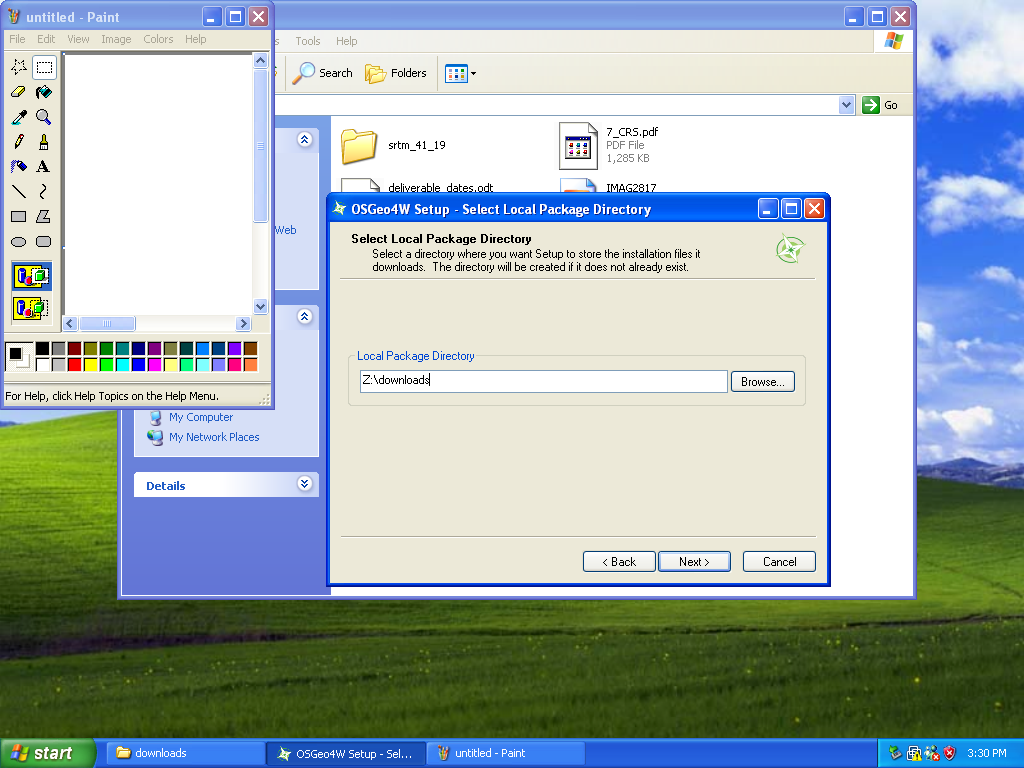 untitled - Paint
File Edit View Image Colors Help
Tools Help
Search Folders
Go
srtm_41_19
7_CRS.pdf
PDF File
1,285 KB
deliverable_dates.odt
IMAG2817
Web
OSGeo4W Setup - Select Local Package Directory
Select Local Package Directory
Select a directory where you want Setup to store the installation files it
downloads. The directory will be created if it does not already exist.
Local Package Directory
Z:\downloads
Browse...
For Help, click Help Topics on the Help Menu.
My Computer
My Network Places
Details
< Back Next > Cancel
start
downloads
OSGeo4W Setup - Sel...
untitled - Paint
3:30 PM